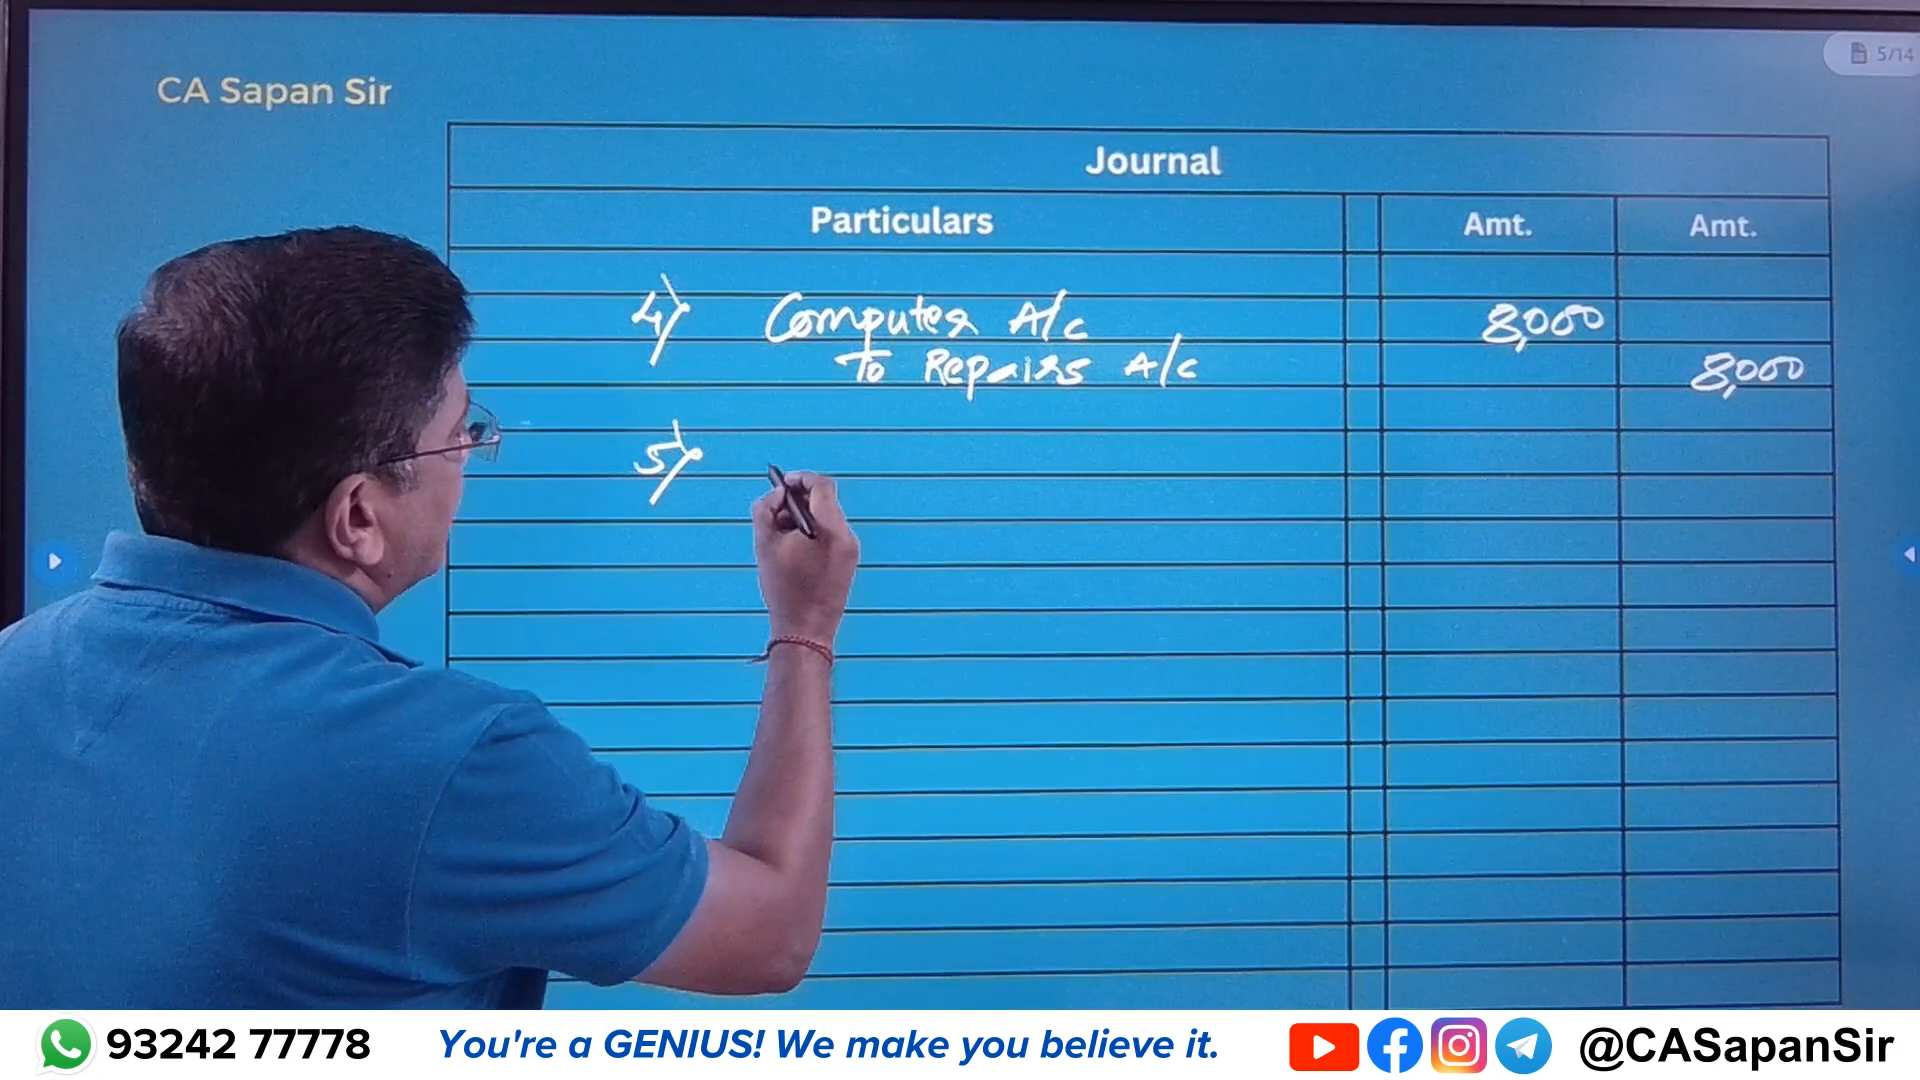 5/14
CA Sapan Sir
Journal
Particulars Amt. Amt.
4) Computer A/c 8,000
To Repairs A/c 8,000
5)
93242 77778 You're a GENIUS! We make you believe it. @CASapanSir